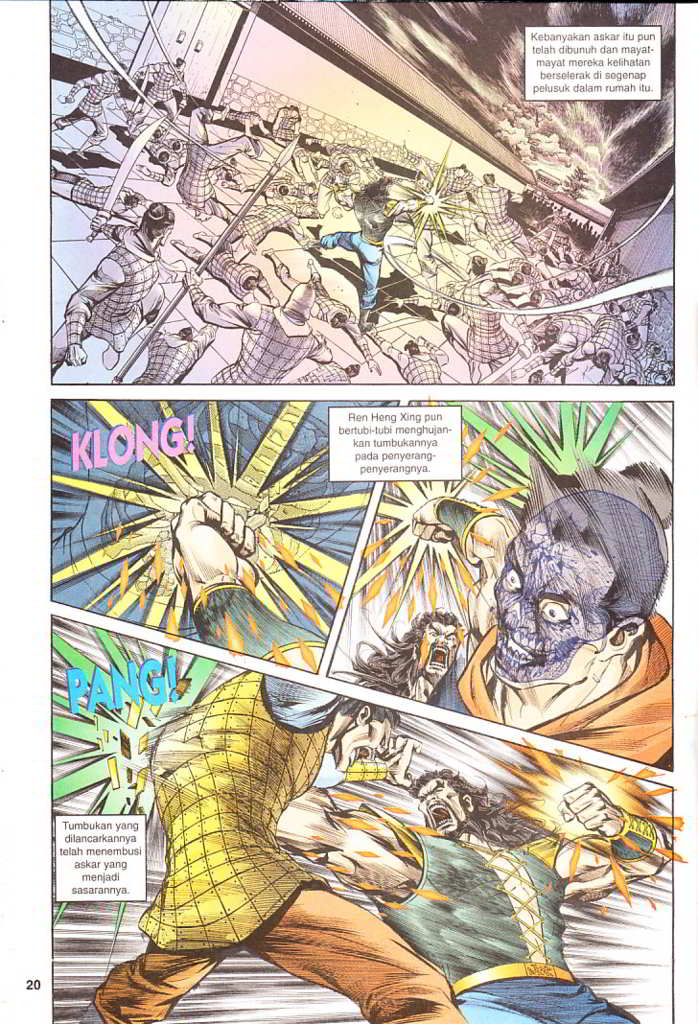 Kebanyakan askar itu pun
telah dibunuh dan mayat-
mayat mereka kelihatan
berselerak di segenap
pelusuk dalam rumah itu.
KLONG!
Ren Heng Xing pun
bertubi-tubi menghujan-
kan tumbukannya
pada penyerang-
penyerangnya.
PANG!
Tumbukan yang
dilancarkannya
telah menembusi
askar yang
menjadi
sasarannya.
20